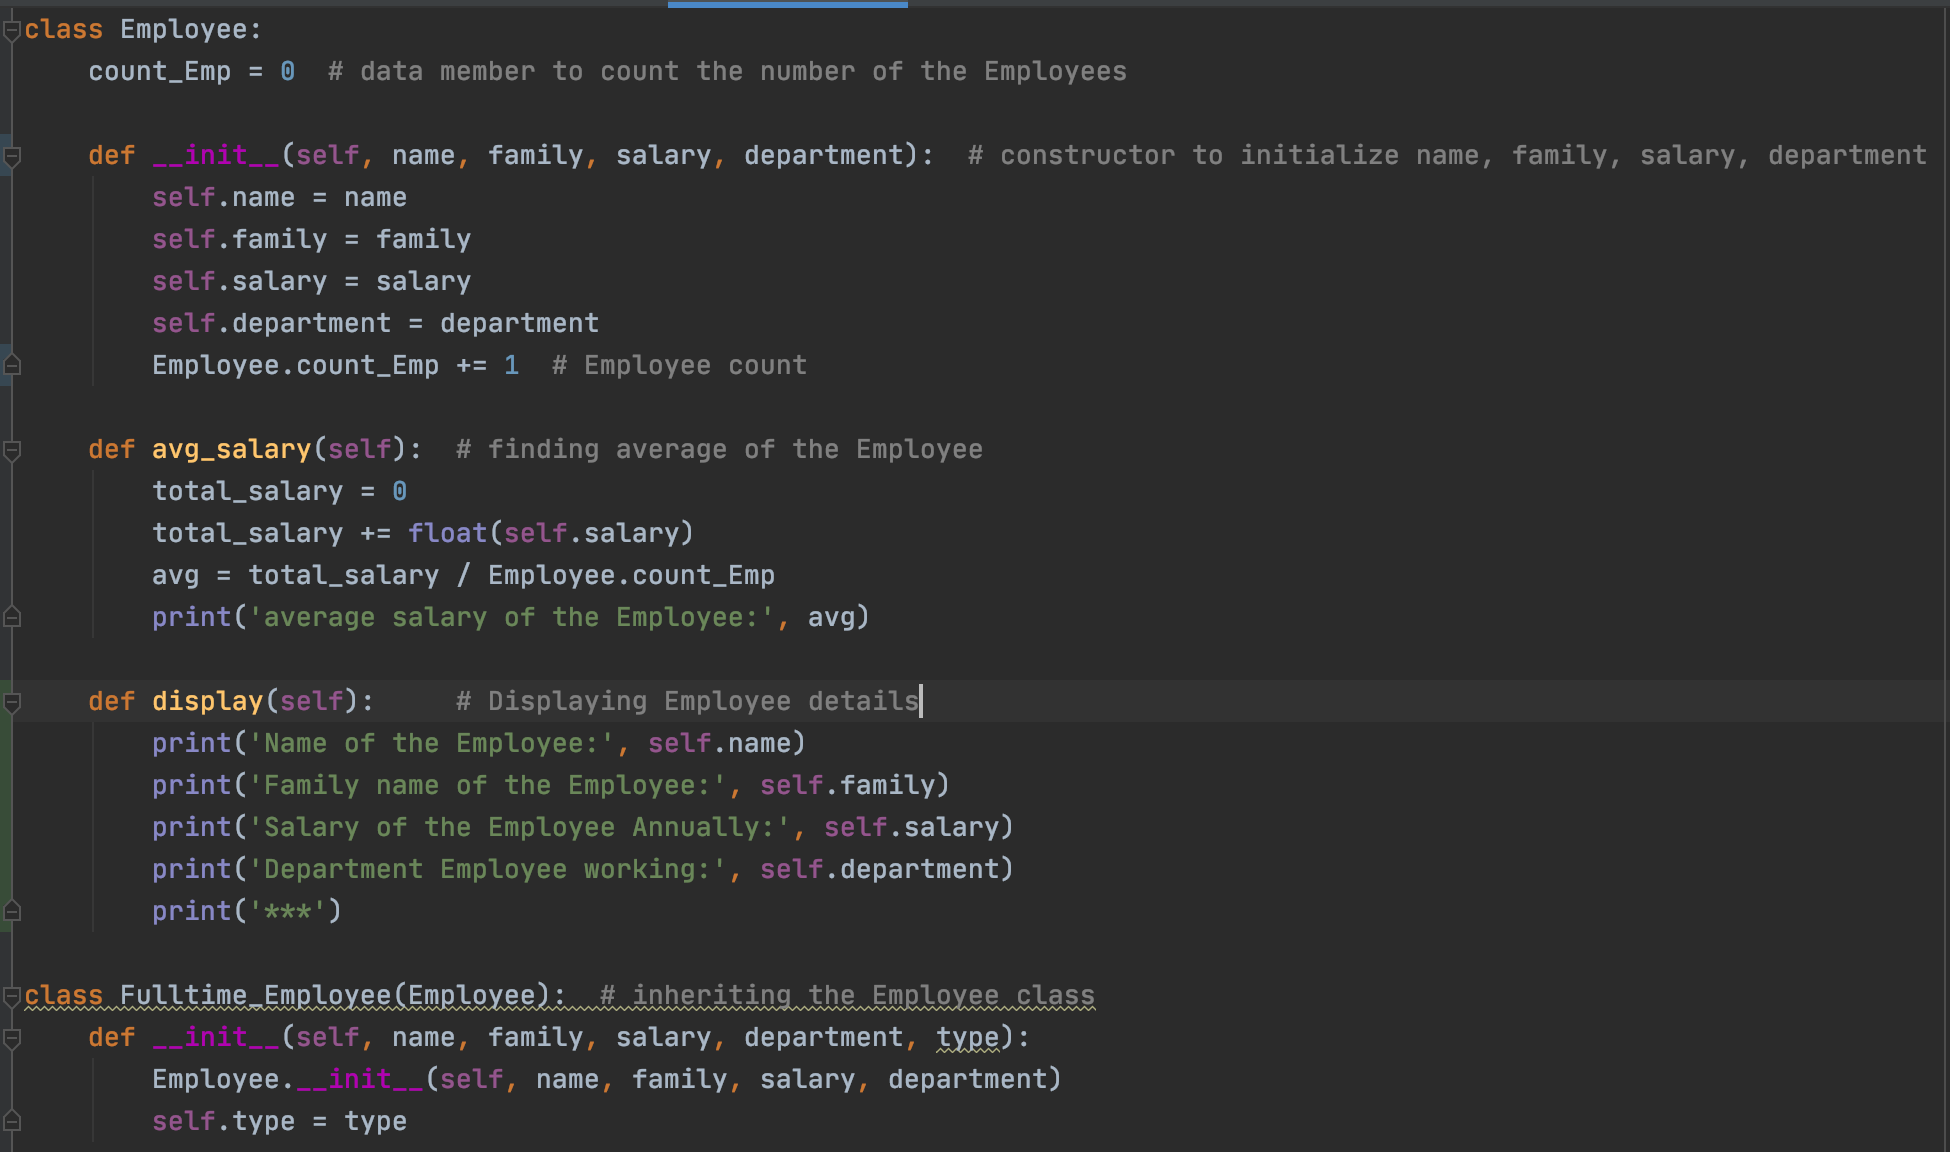 class Employee:
    count_Emp = 0  # data member to count the number of the Employees

    def __init__(self, name, family, salary, department):  # constructor to initialize name, family, salary, department
        self.name = name
        self.family = family
        self.salary = salary
        self.department = department
        Employee.count_Emp += 1  # Employee count

    def avg_salary(self):  # finding average of the Employee
        total_salary = 0
        total_salary += float(self.salary)
        avg = total_salary / Employee.count_Emp
        print('average salary of the Employee:', avg)

    def display(self):     # Displaying Employee details
        print('Name of the Employee:', self.name)
        print('Family name of the Employee:', self.family)
        print('Salary of the Employee Annually:', self.salary)
        print('Department Employee working:', self.department)
        print('***')

class Fulltime_Employee(Employee):  # inheriting the Employee class
    def __init__(self, name, family, salary, department, type):
        Employee.__init__(self, name, family, salary, department)
        self.type = type